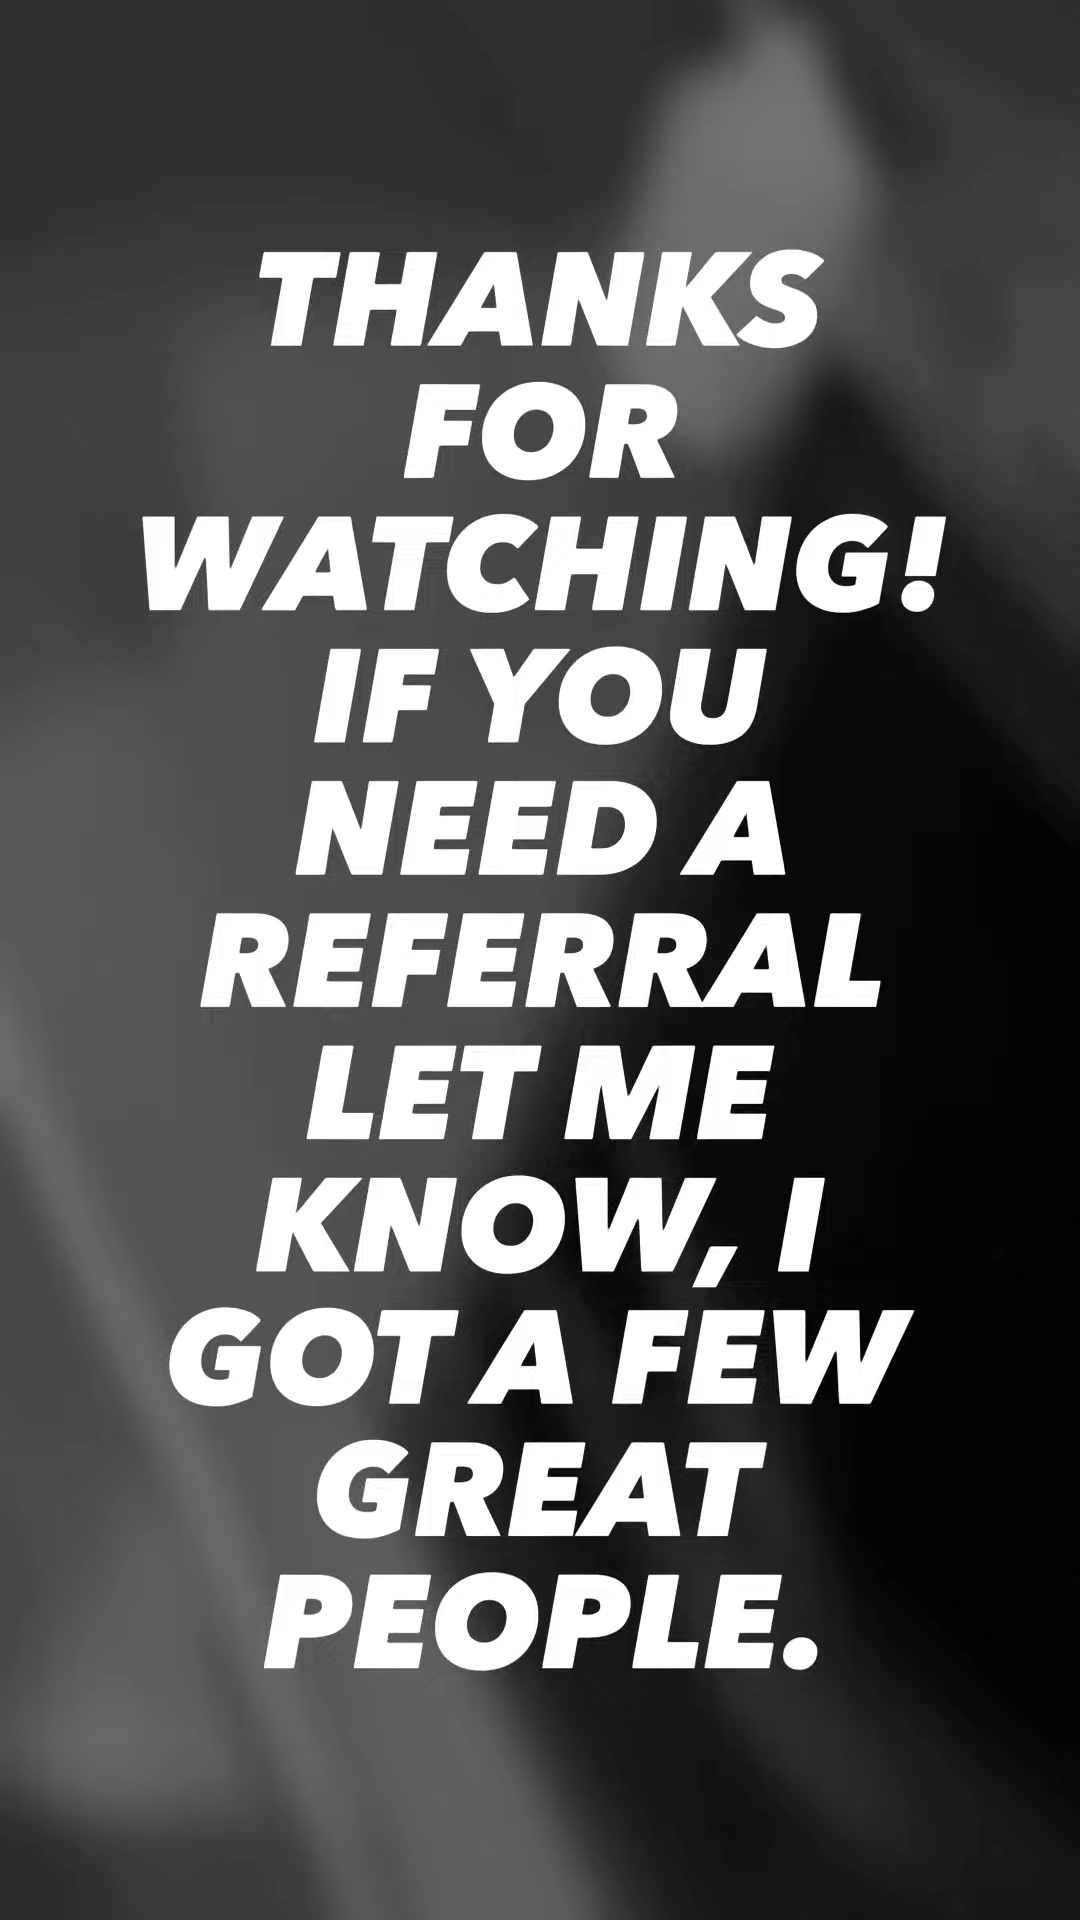 THANKS
FOR
WATCHING!
IF YOU
NEED A
REFERRAL
LET ME
KNOW, I
GOT A FEW
GREAT
PEOPLE.